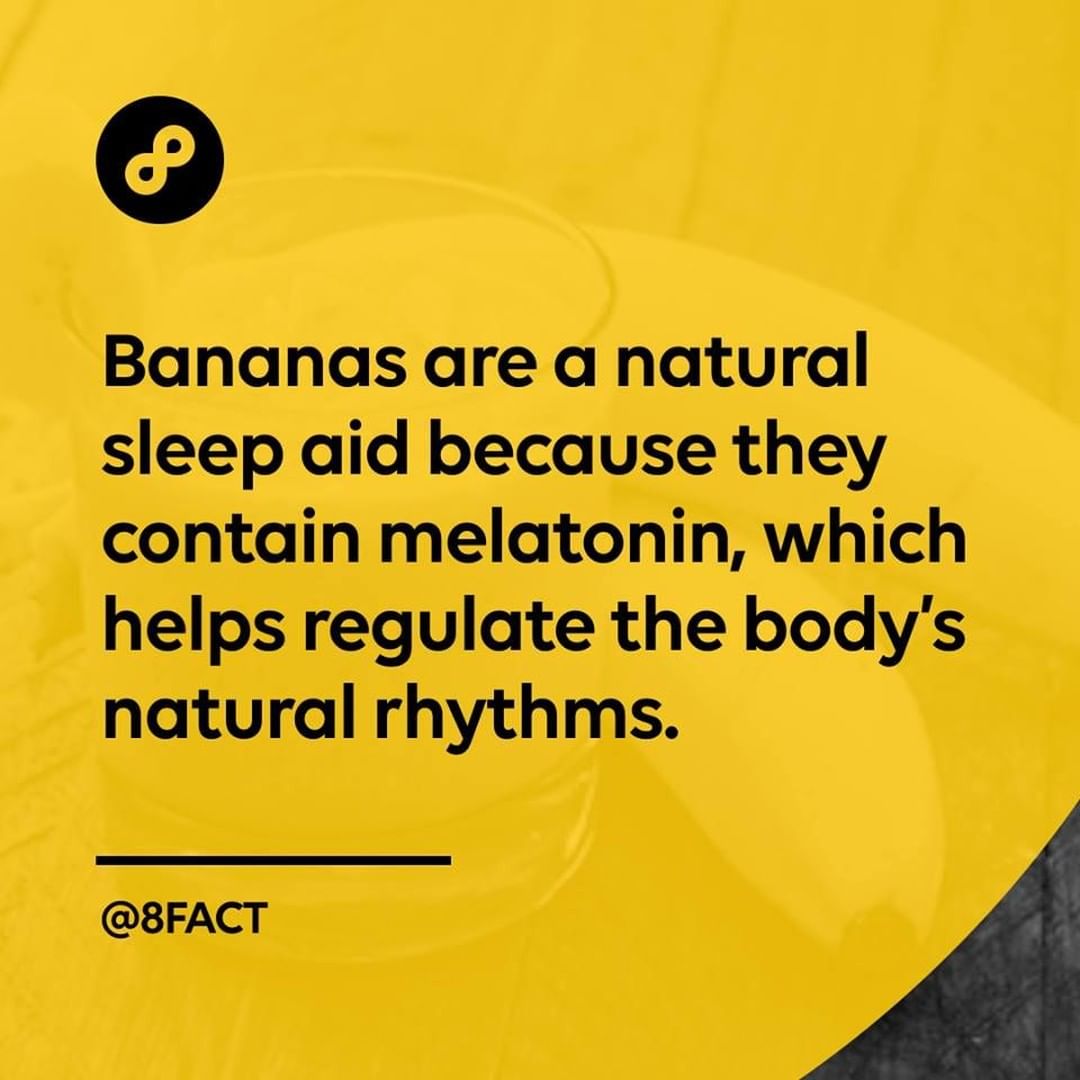 Bananas are a natural
sleep aid because they
contain melatonin, which
helps regulate the body's
natural rhythms.
@8FACT